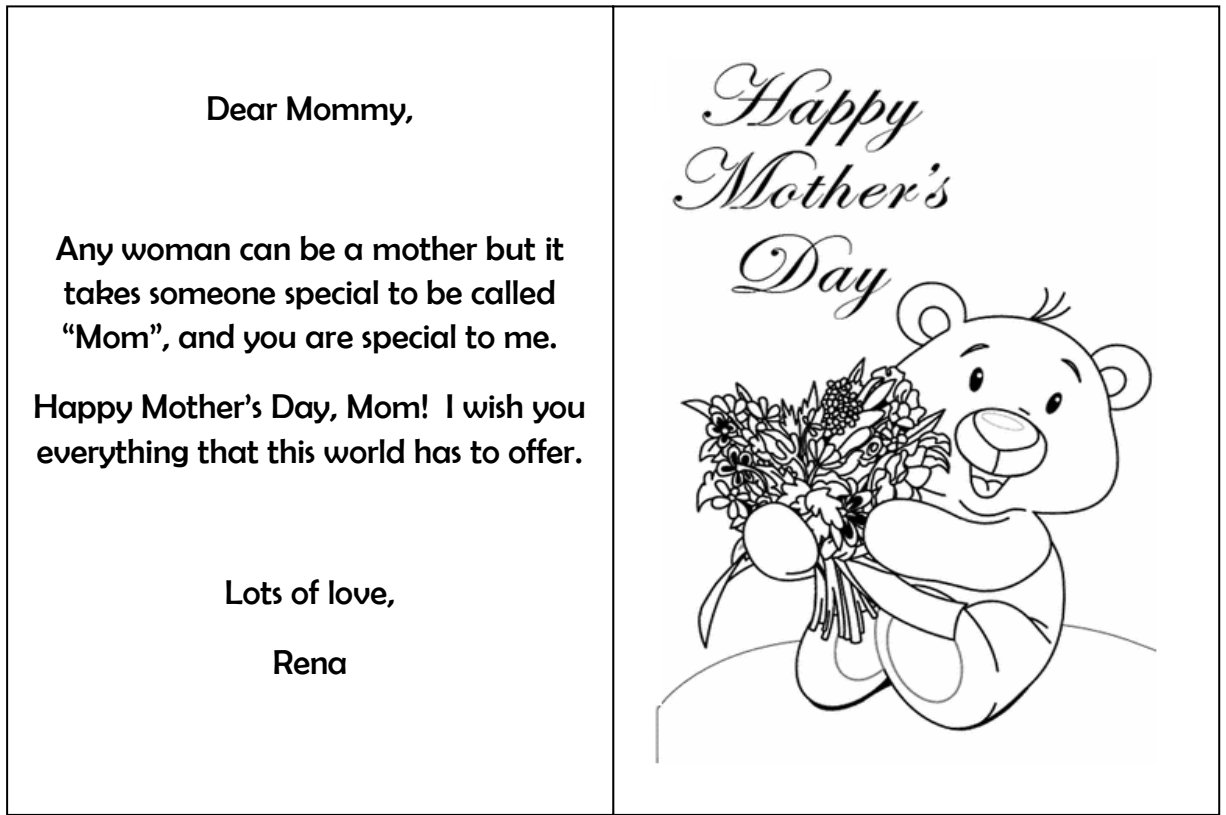 Dear Mommy,
Any woman can be a mother but it
takes someone special to be called
“Mom”, and you are special to me.
Happy Mother’s Day, Mom!  I wish you
everything that this world has to offer.
Lots of love,
Rena
Happy
Mother’s
Day